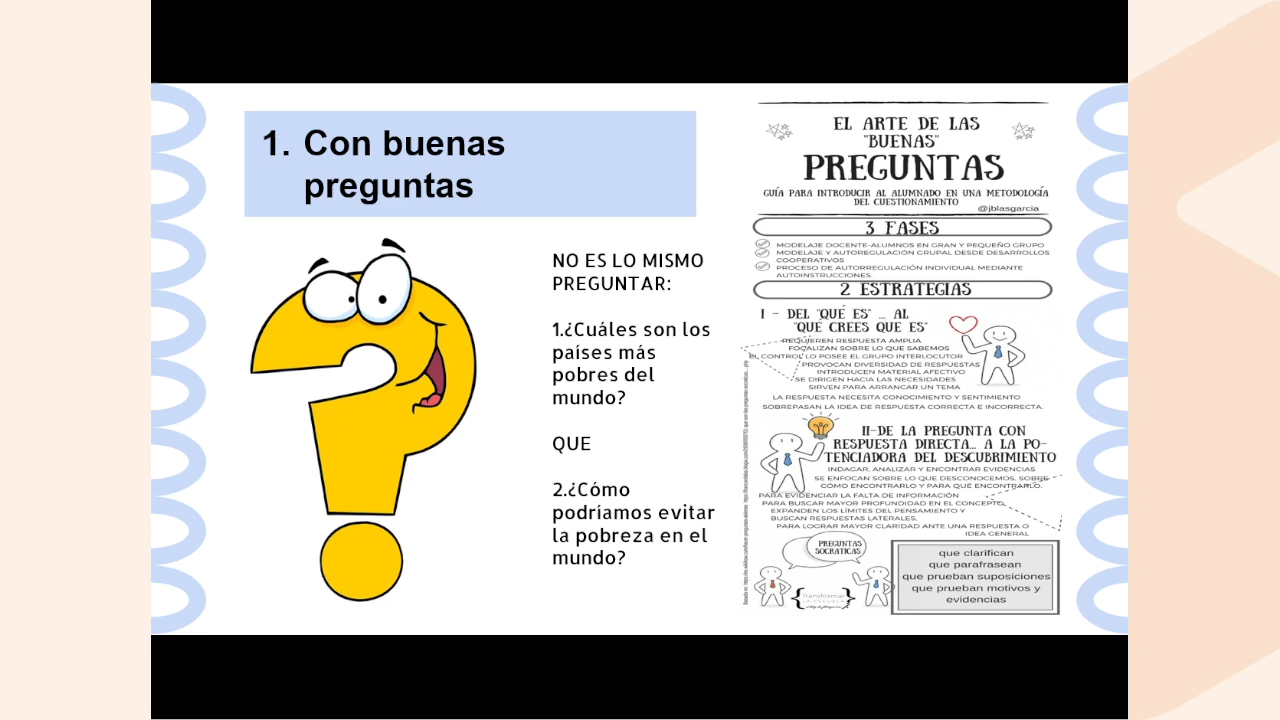 1. Con buenas
preguntas
NO ES LO MISMO
PREGUNTAR:
1.¿Cuáles son los
países más
pobres del
mundo?
QUE
2.¿Cómo
podríamos evitar
la pobreza en el
mundo?
EL ARTE DE LAS
"BUENAS"
PREGUNTAS
GUÍA PARA INTRODUCIR AL ALUMNADO EN UNA METODOLOGÍA
DEL CUESTIONAMIENTO
@jblasgarcia
3 FASES
MODELAJE DOCENTE-ALUMNOS EN GRAN Y PEQUEÑO GRUPO
MODELAJE Y AUTOREGULACIÓN GRUPAL DESDE DESARROLLOS
COOPERATIVOS
PROCESO DE AUTORREGULACIÓN INDIVIDUAL MEDIANTE
AUTOINSTRUCCIONES.
2 ESTRATEGIAS
I - DEL "QUÉ ES" ... AL
"QUÉ CREES QUE ES"
REQUIEREN RESPUESTA AMPLIA
FOCALIZAN SOBRE LO QUE SABEMOS
EL CONTROL LO POSEE EL GRUPO INTERLOCUTOR
PROVOCAN DIVERSIDAD DE RESPUESTAS
INTRODUCEN MATERIAL AFECTIVO
SE DIRIGEN HACIA LAS NECESIDADES
SIRVEN PARA ARRANCAR UN TEMA
LA RESPUESTA NECESITA CONOCIMIENTO Y SENTIMIENTO
SOBREPASAN LA IDEA DE RESPUESTA CORRECTA E INCORRECTA.
II-DE LA PREGUNTA CON
RESPUESTA DIRECTA... A LA PO-
TENCIADORA DEL DESCUBRIMIENTO
INDAGAR, ANALIZAR Y ENCONTRAR EVIDENCIAS
SE ENFOCAN SOBRE LO QUE DESCONOCEMOS, SOBRE
CÓMO ENCONTRARLO Y PARA QUÉ ENCONTRARLO.
PARA EVIDENCIAR LA FALTA DE INFORMACIÓN
PARA BUSCAR MAYOR PROFUNDIDAD EN EL CONCEPTO
EXPANDEN LOS LÍMITES DEL PENSAMIENTO Y
BUSCAN RESPUESTAS LATERALES.
PARA LOGRAR MAYOR CLARIDAD ANTE UNA RESPUESTA O
IDEA GENERAL
PREGUNTAS
SOCRATICAS
que clarifican
que parafrasean
que prueban suposiciones
que prueban motivos y
evidencias
Transformar
LA ESCUELA